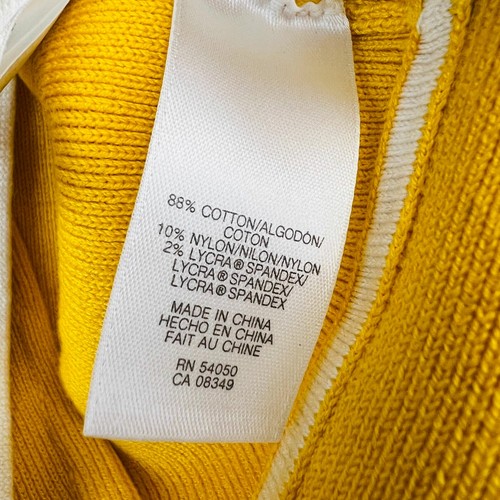 88% COTTON/ALGODÓN/
COTON
10% NYLON/NILON/NYLON
2% LYCRA® SPANDEX/
LYCRA® SPANDEX/
LYCRA® SPANDEX
MADE IN CHINA
HECHO EN CHINA
FAIT AU CHINE
RN 54050
CA 08349